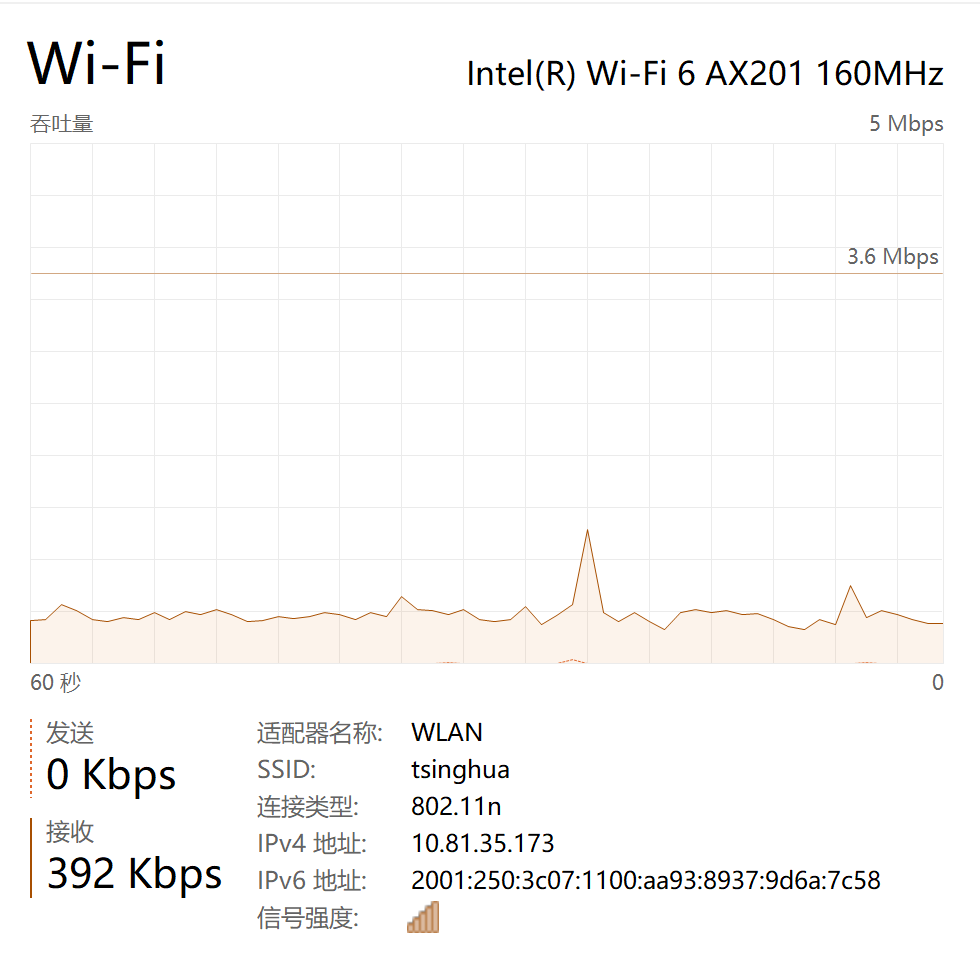 Wi-Fi
Intel(R) Wi-Fi 6 AX201 160MHz
吞吐量
5 Mbps
3.6 Mbps
60 秒
0
发送
0 Kbps
接收
392 Kbps
适配器名称: WLAN
SSID: tsinghua
连接类型: 802.11n
IPv4 地址: 10.81.35.173
IPv6 地址: 2001:250:3c07:1100:aa93:8937:9d6a:7c58
信号强度: